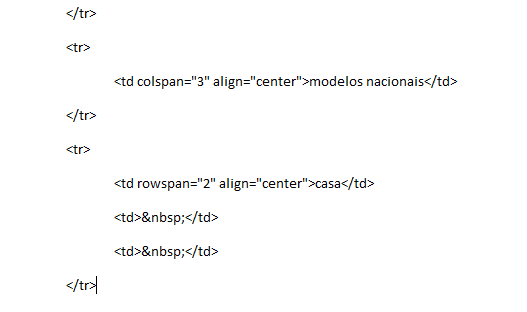 </tr>
<tr>
<td colspan="3" align="center">modelos nacionais</td>
</tr>
<tr>
<td rowspan="2" align="center">casa</td>
<td>&nbsp;</td>
<td>&nbsp;</td>
</tr>